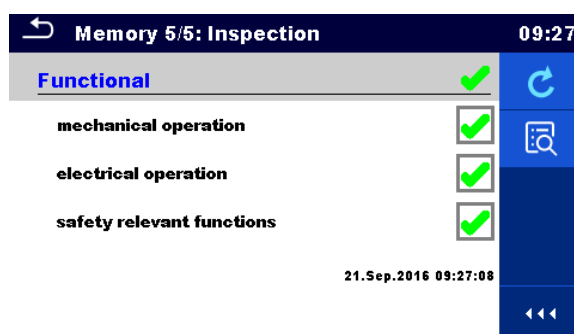 Memory 5/5: Inspection 09:27
Functional
mechanical operation
electrical operation
safety relevant functions
21.Sep.2016 09:27:08